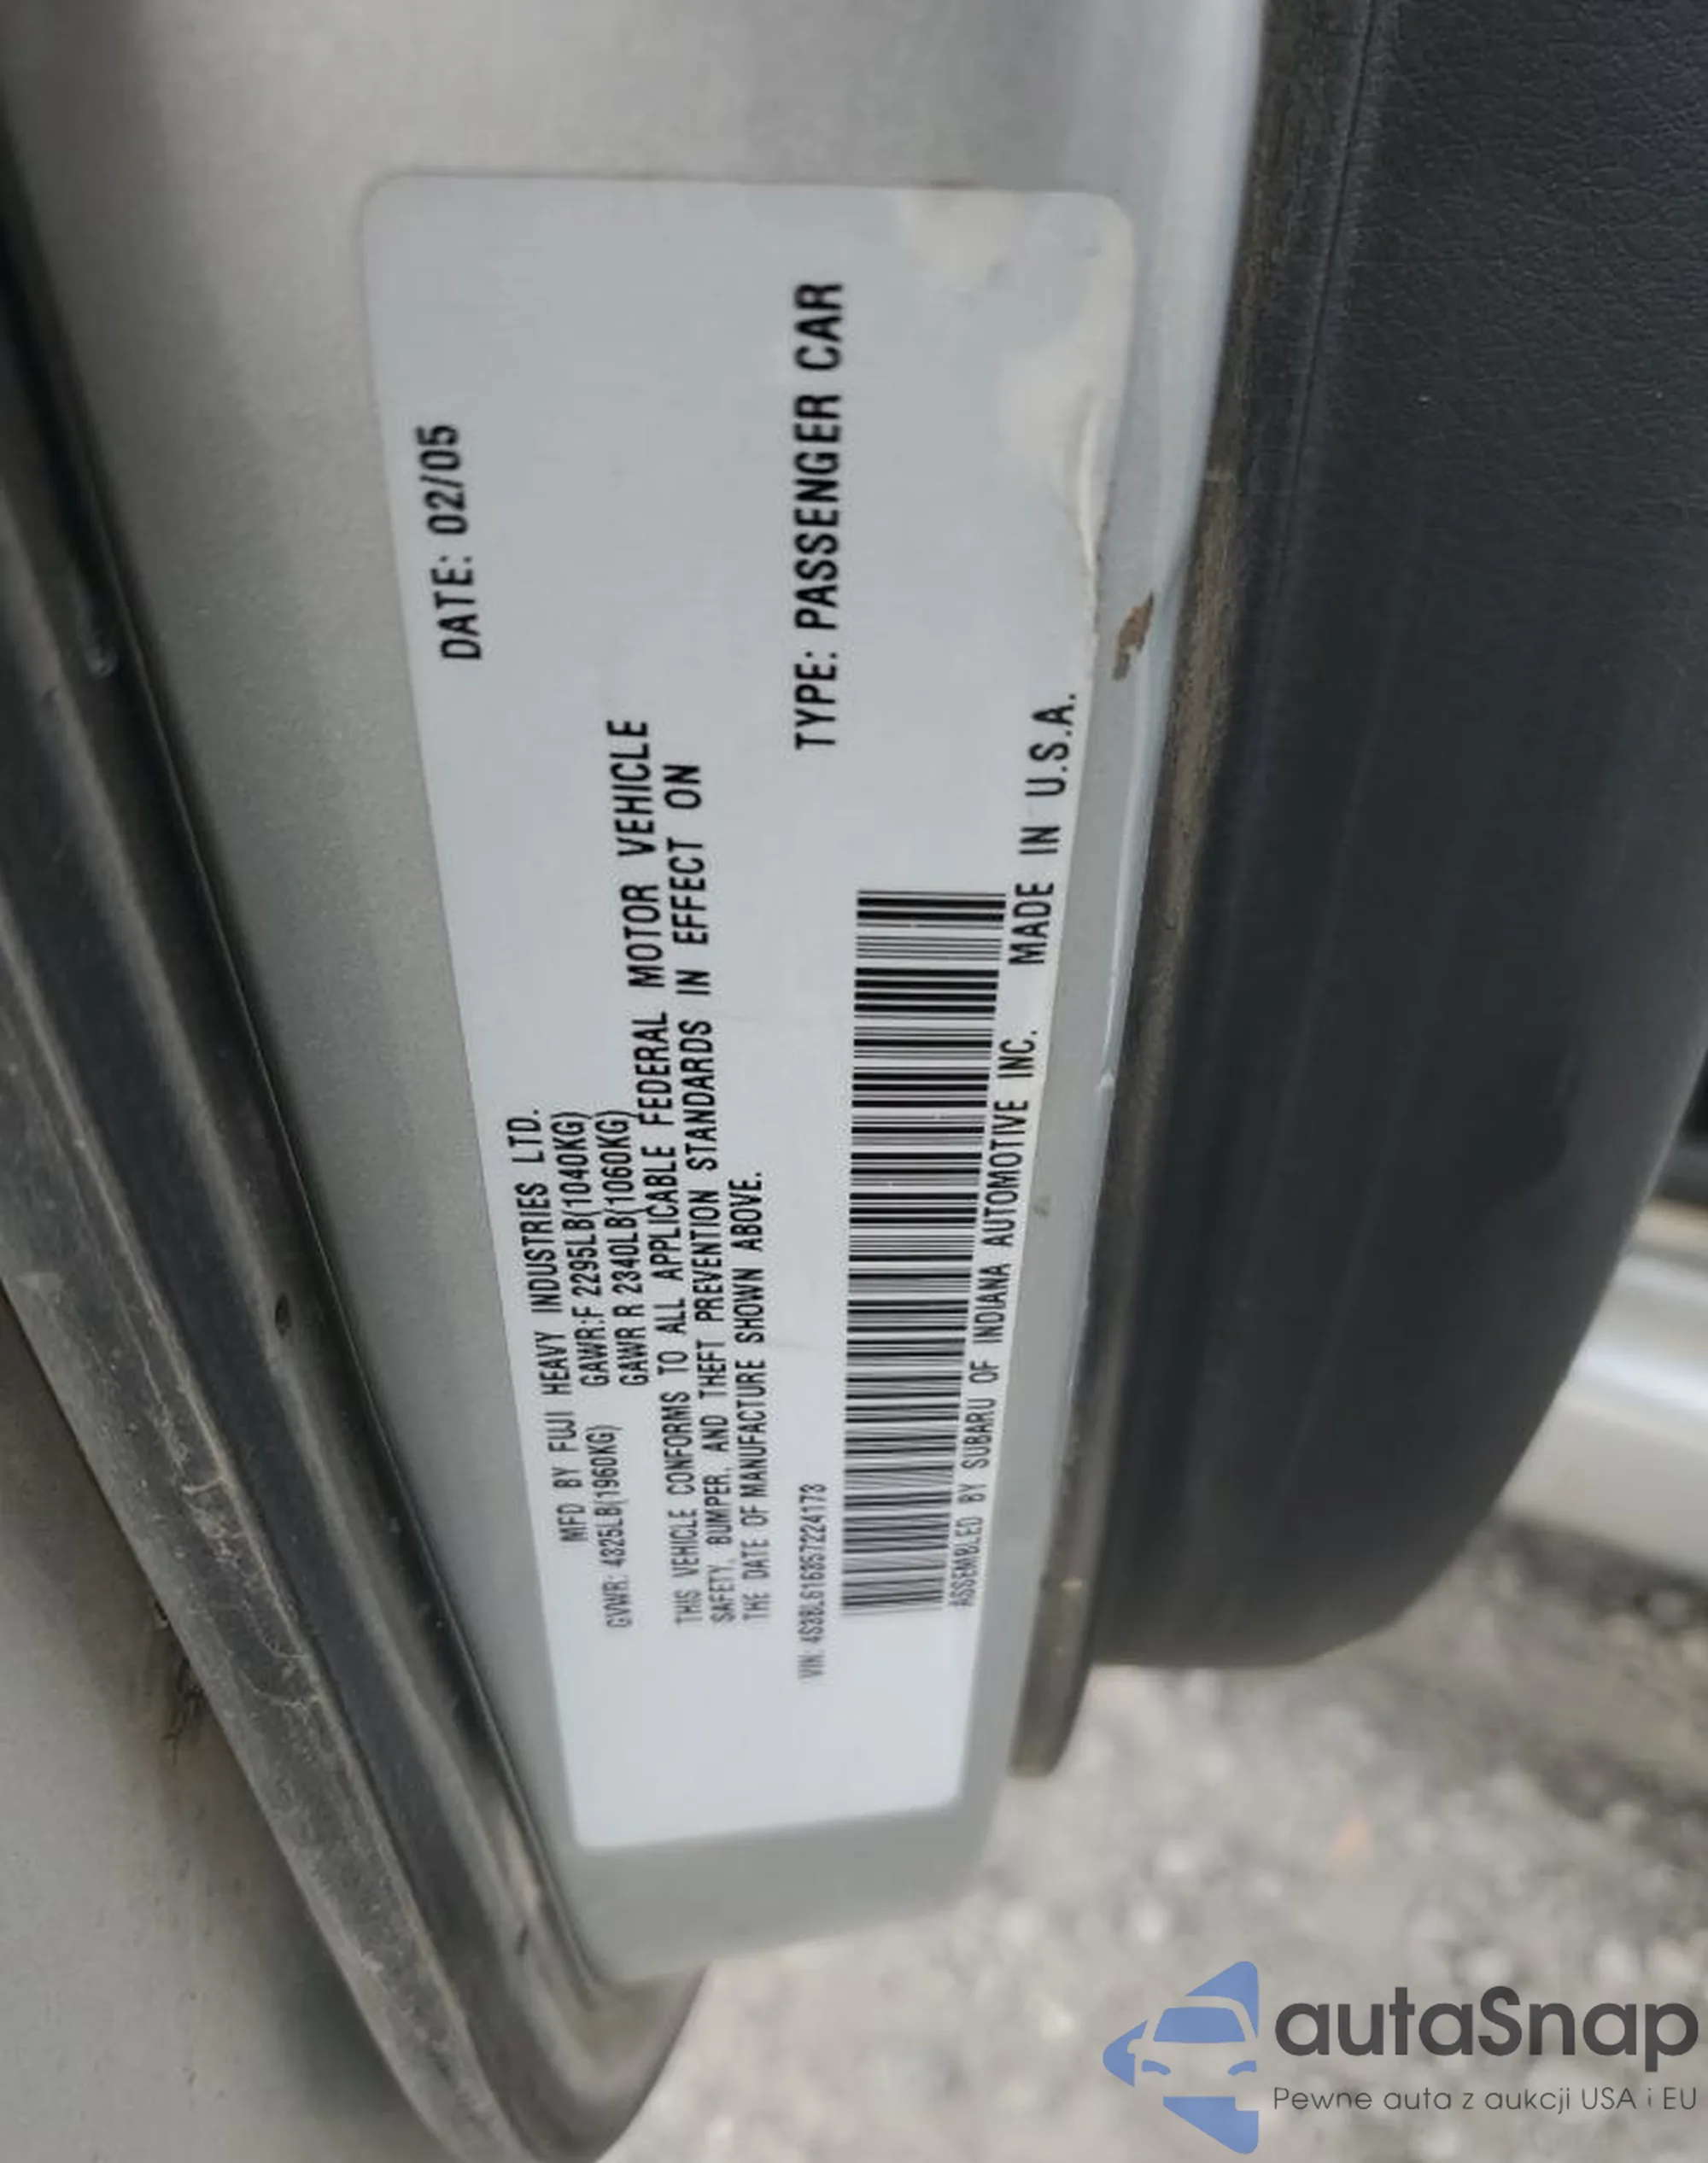 DATE: 02/05
MFD BY FUJI HEAVY INDUSTRIES LTD.
GVWR: 4325LB(1960KG) GAWR:F 2295LB(1040KG)
GAWR R 2340LB(1060KG)
THIS VEHICLE CONFORMS TO ALL APPLICABLE FEDERAL MOTOR VEHICLE
SAFETY, BUMPER, AND THEFT PREVENTION STANDARDS IN EFFECT ON
THE DATE OF MANUFACTURE SHOWN ABOVE.
VIN: 4S3BL616857224173
TYPE: PASSENGER CAR
ASSEMBLED BY SUBARU OF INDIANA AUTOMOTIVE INC. MADE IN U.S.A.
autaSnap
Pewne auta z aukcji USA i EU